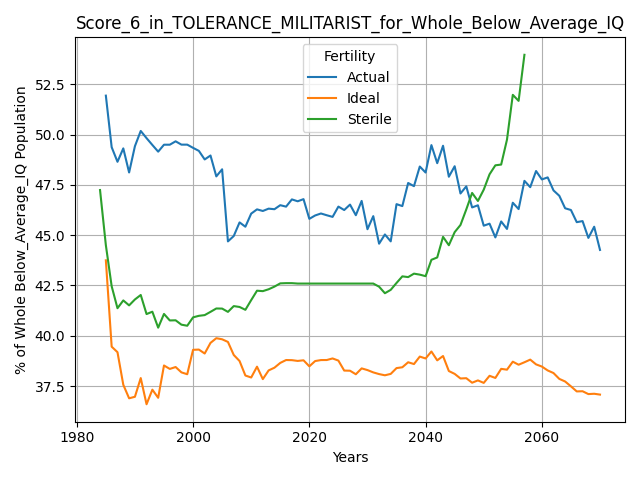 Score_6_in_TOLERANCE_MILITARIST_for_Whole_Below_Average_IQ
Fertility
Actual
Ideal
Sterile
% of Whole Below_Average_IQ Population
52.5
50.0
47.5
45.0
42.5
40.0
37.5
1980
2000
2020
2040
2060
Years